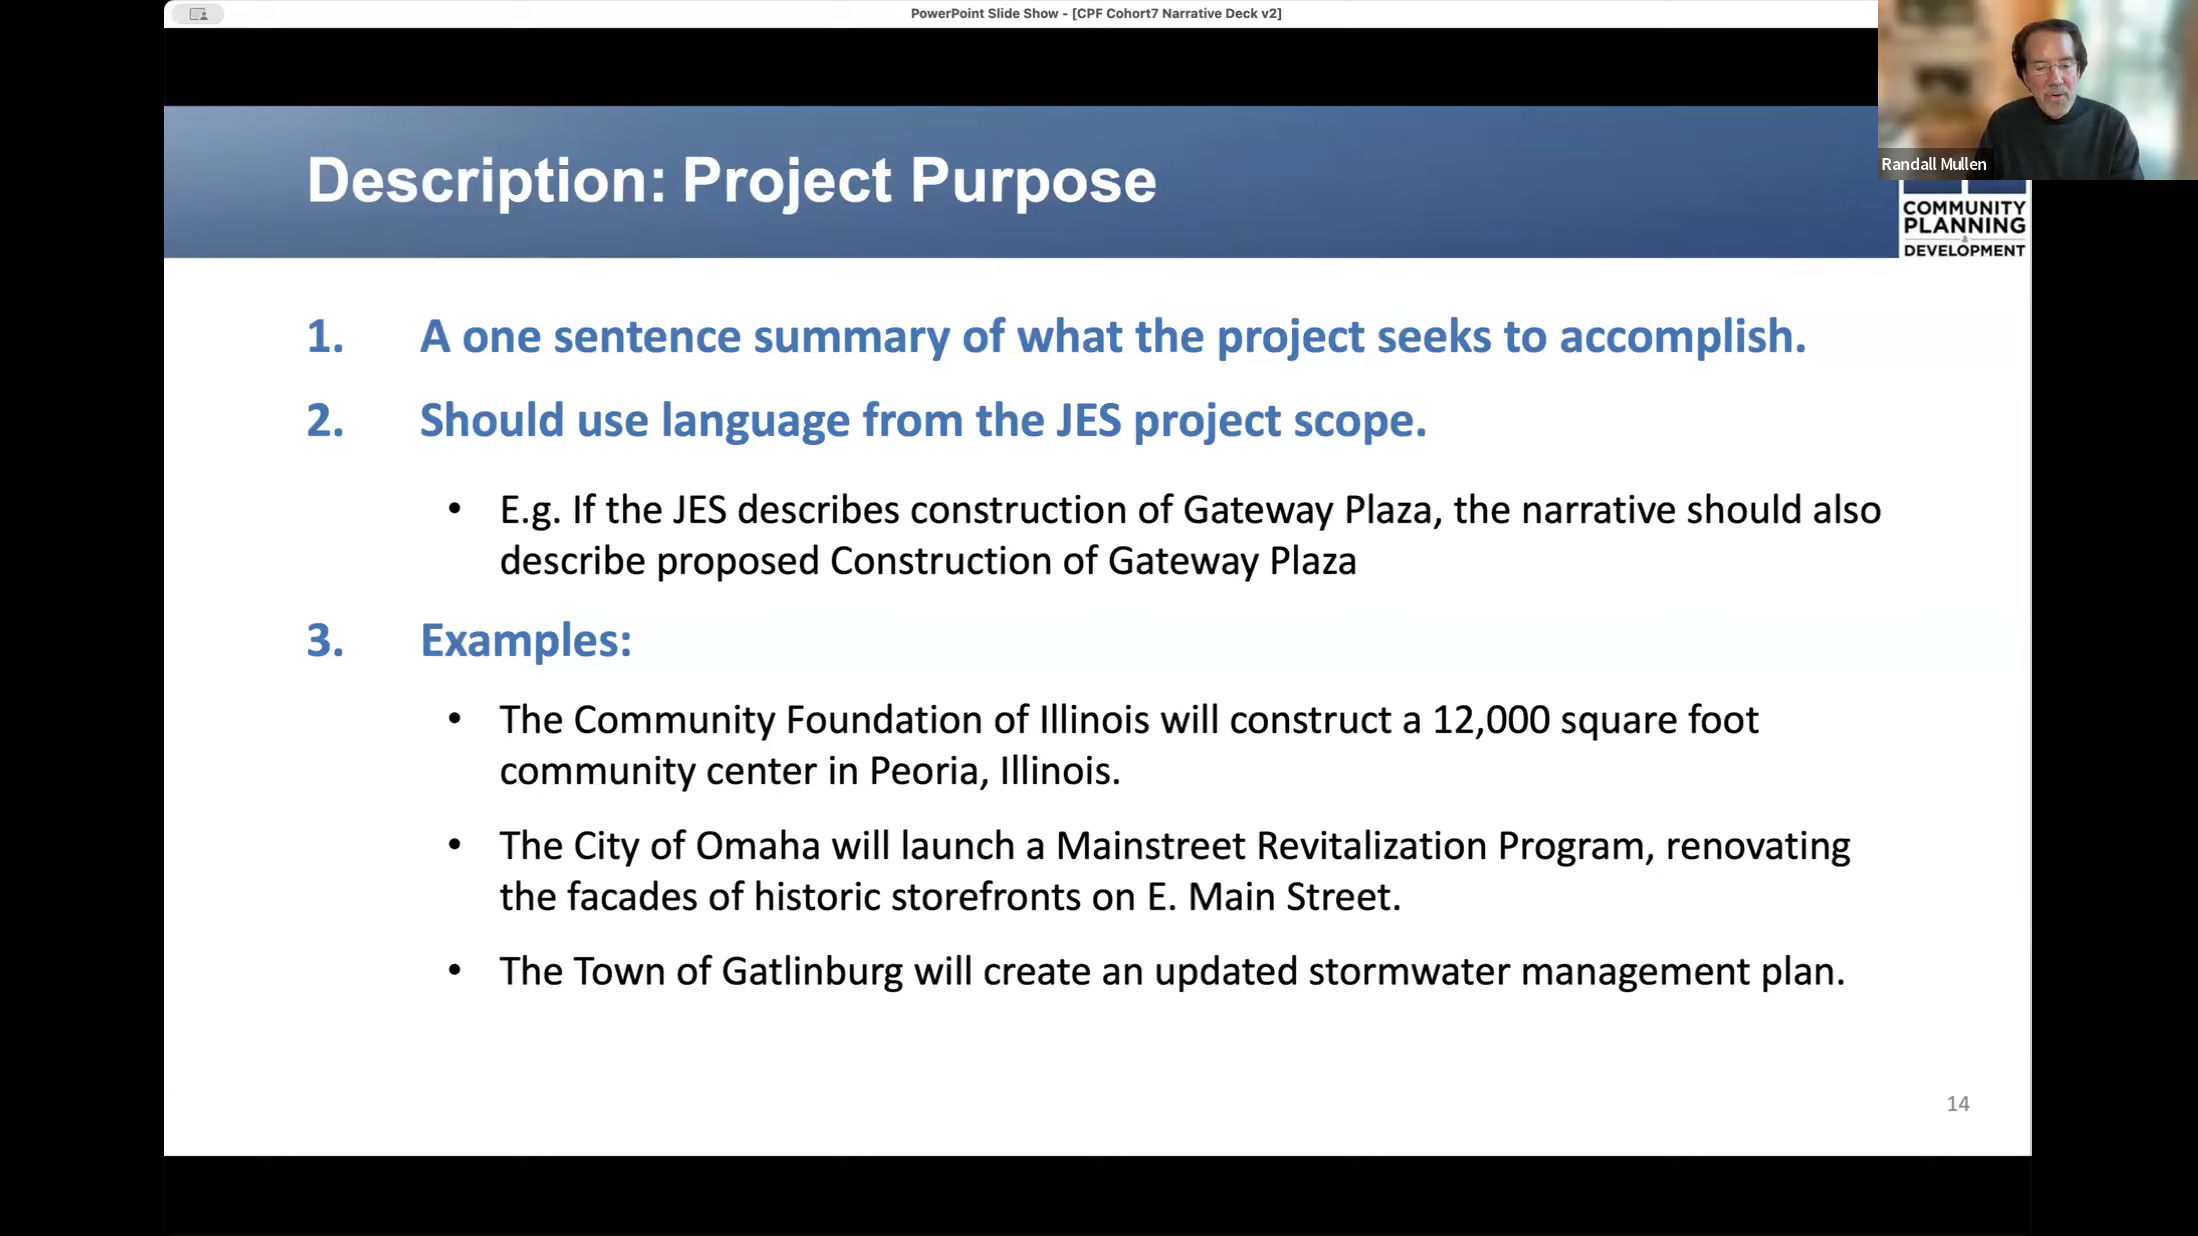 PowerPoint Slide Show - [CPF Cohort7 Narrative Deck v2]
Randall Mullen
Description: Project Purpose
COMMUNITY
PLANNING
&
DEVELOPMENT
1. A one sentence summary of what the project seeks to accomplish.
2. Should use language from the JES project scope.
• E.g. If the JES describes construction of Gateway Plaza, the narrative should also
describe proposed Construction of Gateway Plaza
3. Examples:
• The Community Foundation of Illinois will construct a 12,000 square foot
community center in Peoria, Illinois.
• The City of Omaha will launch a Mainstreet Revitalization Program, renovating
the facades of historic storefronts on E. Main Street.
• The Town of Gatlinburg will create an updated stormwater management plan.
14